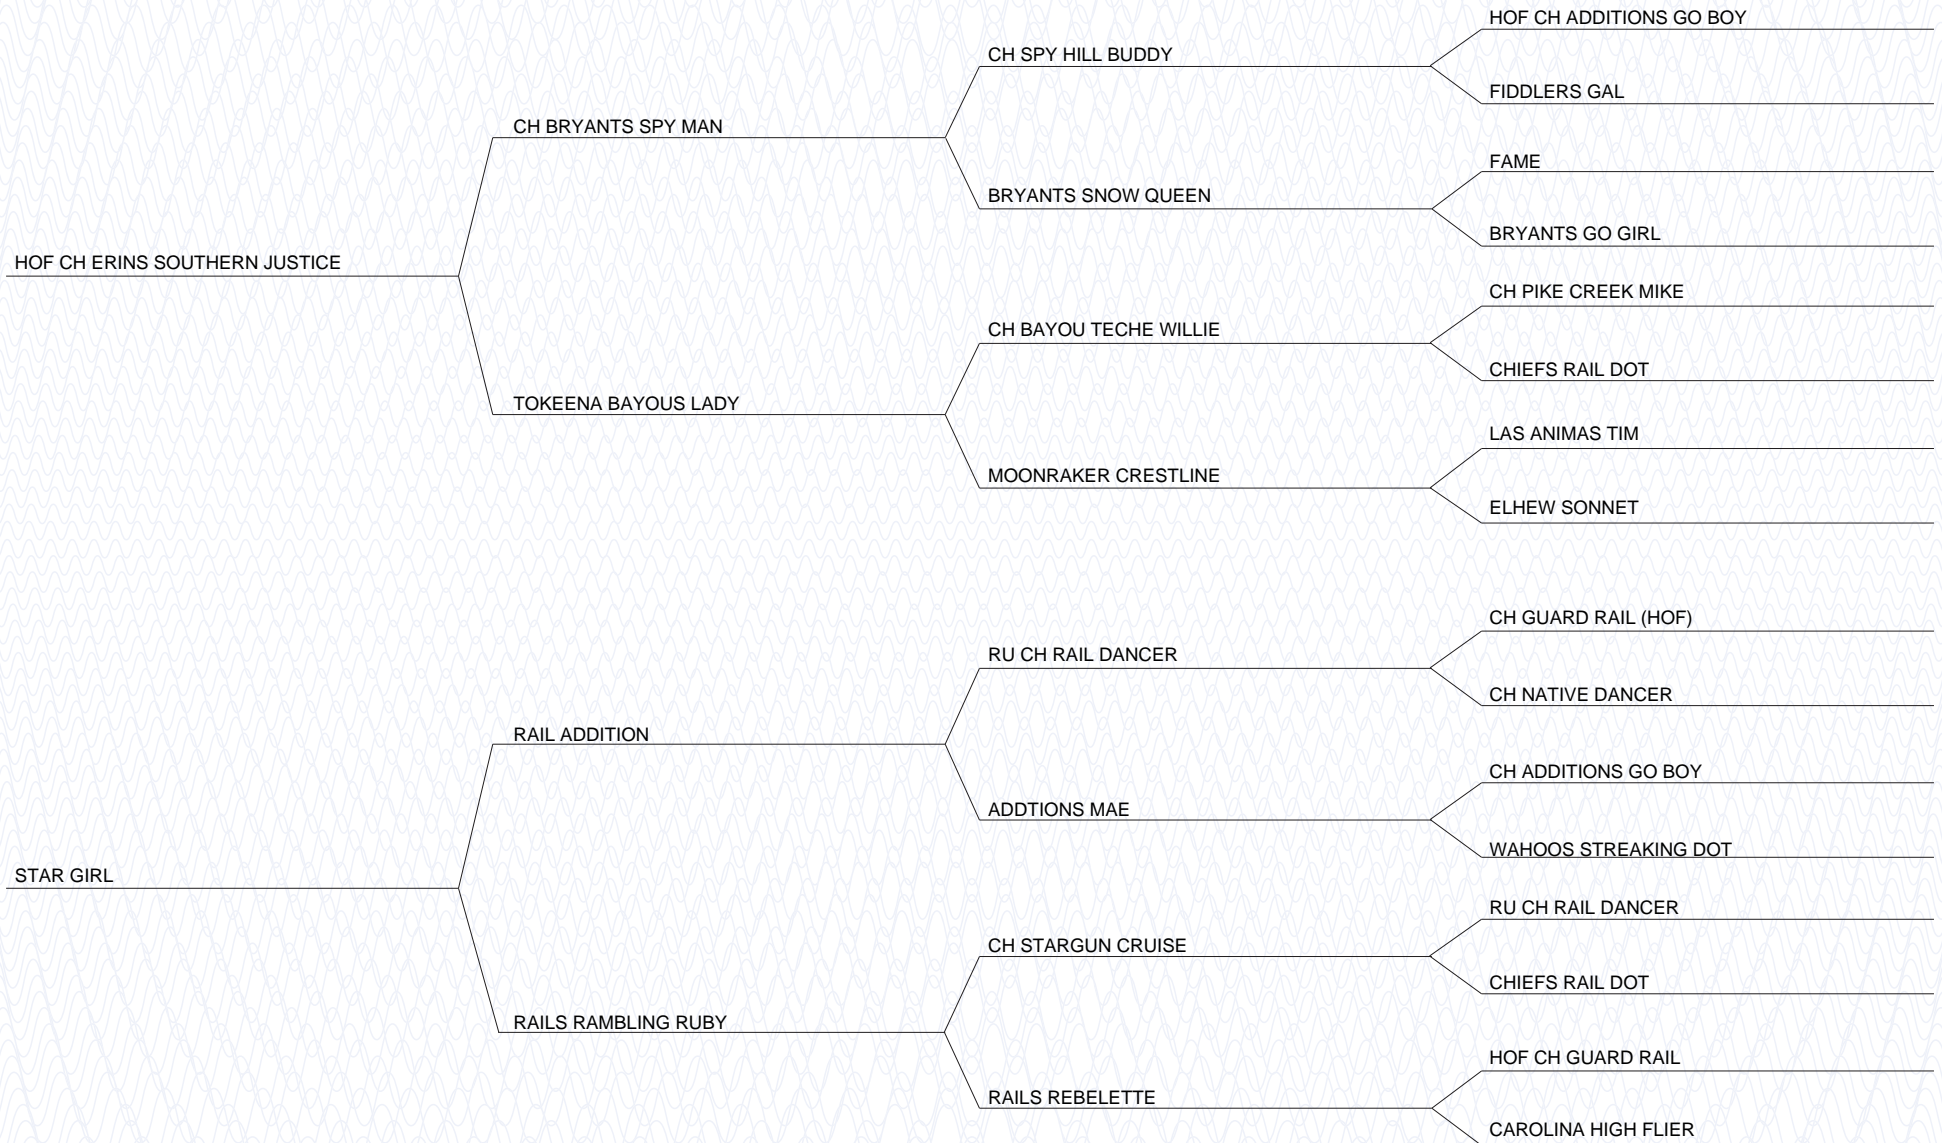 HOF CH ADDITIONS GO BOY
CH SPY HILL BUDDY
FIDDLERS GAL
CH BRYANTS SPY MAN
FAME
BRYANTS SNOW QUEEN
BRYANTS GO GIRL
HOF CH ERINS SOUTHERN JUSTICE
CH PIKE CREEK MIKE
CH BAYOU TECHE WILLIE
CHIEFS RAIL DOT
TOKEENA BAYOUS LADY
LAS ANIMAS TIM
MOONRAKER CRESTLINE
ELHEW SONNET
CH GUARD RAIL (HOF)
RU CH RAIL DANCER
CH NATIVE DANCER
RAIL ADDITION
CH ADDITIONS GO BOY
ADDTIONS MAE
WAHOOS STREAKING DOT
STAR GIRL
RU CH RAIL DANCER
CH STARGUN CRUISE
CHIEFS RAIL DOT
RAILS RAMBLING RUBY
HOF CH GUARD RAIL
RAILS REBELETTE
CAROLINA HIGH FLIER